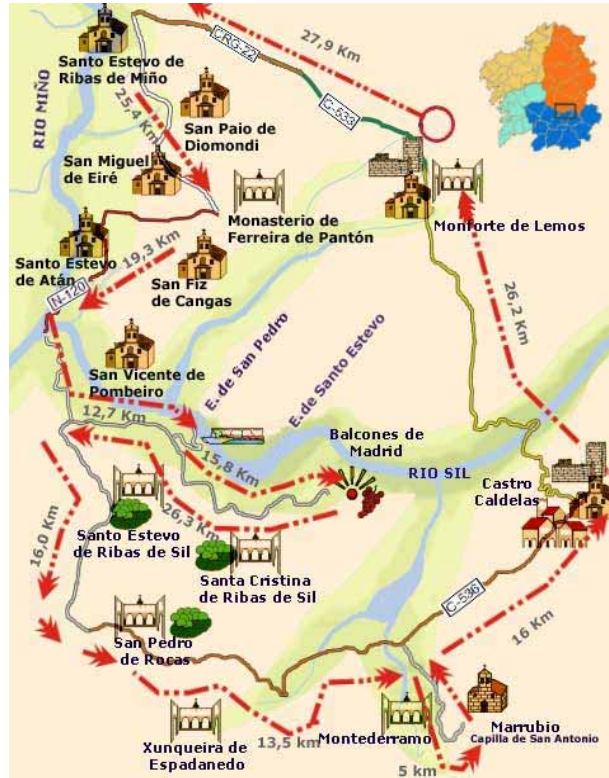 27,9 Km
CRG-22
C-533
Santo Estevo de
Ribas de Miño
RIO MIÑO
25,4 Km
San Paio de
Diomondi
San Miguel
de Eiré
Monasterio de
Ferreira de Pantón
Monforte de Lemos
Santo Estevo
de Atán
19,3 Km
N-120
San Fiz
de Cangas
26,2 Km
San Vicente de
Pombeiro
E. de San Pedro
E. de Santo Estevo
12,7 Km
15,8 Km
Balcones de
Madrid
RIO SIL
Castro
Caldelas
16,0 Km
26,3 Km
Santo Estevo
de Ribas de Sil
Santa Cristina
de Ribas de Sil
C-536
16 Km
San Pedro
de Rocas
Xunqueira de
Espadanedo
13,5 km
Montederramo
5 km
Marrubio
Capilla de San Antonio